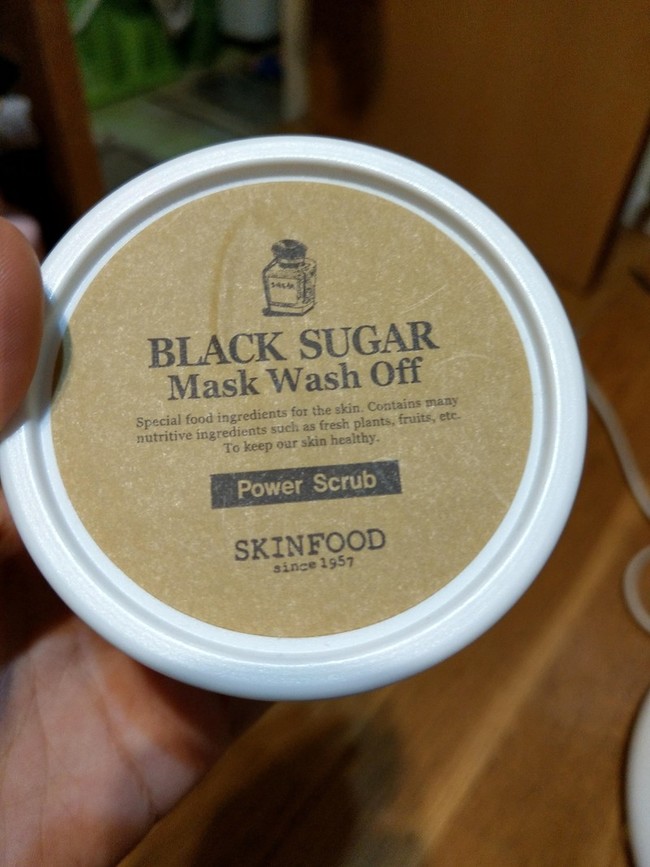 BLACK SUGAR
Mask Wash Off
Special food ingredients for the skin. Contains many
nutritive ingredients such as fresh plants, fruits, etc.
To keep our skin healthy.
Power Scrub
SKINFOOD
since 1957